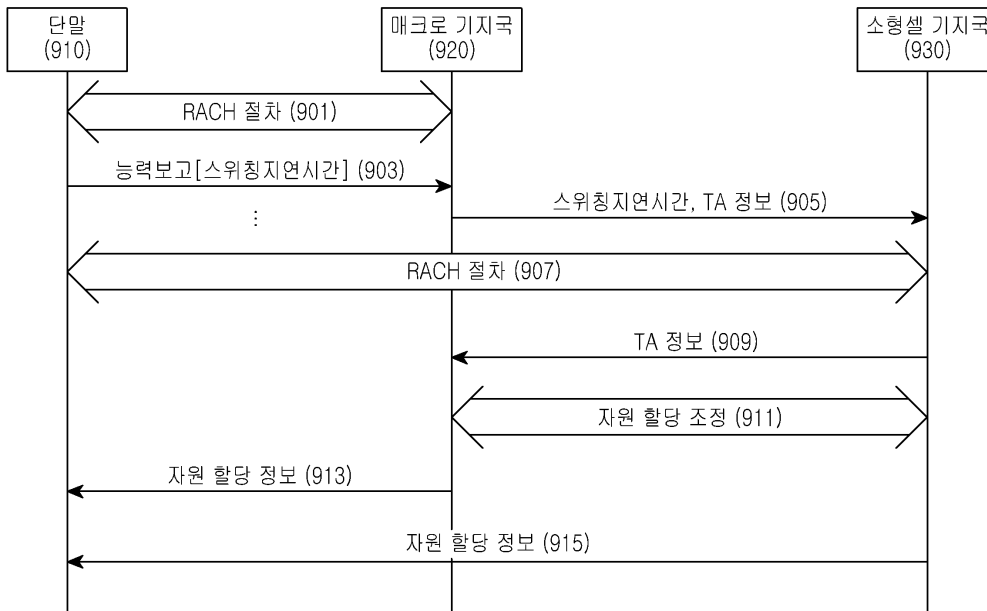 단말
(910)
매크로 기지국
(920)
소형셀 기지국
(930)
RACH 절차 (901)
능력보고[스위칭지연시간] (903)
스위칭지연시간, TA 정보 (905)
RACH 절차 (907)
TA 정보 (909)
자원 할당 조정 (911)
자원 할당 정보 (913)
자원 할당 정보 (915)